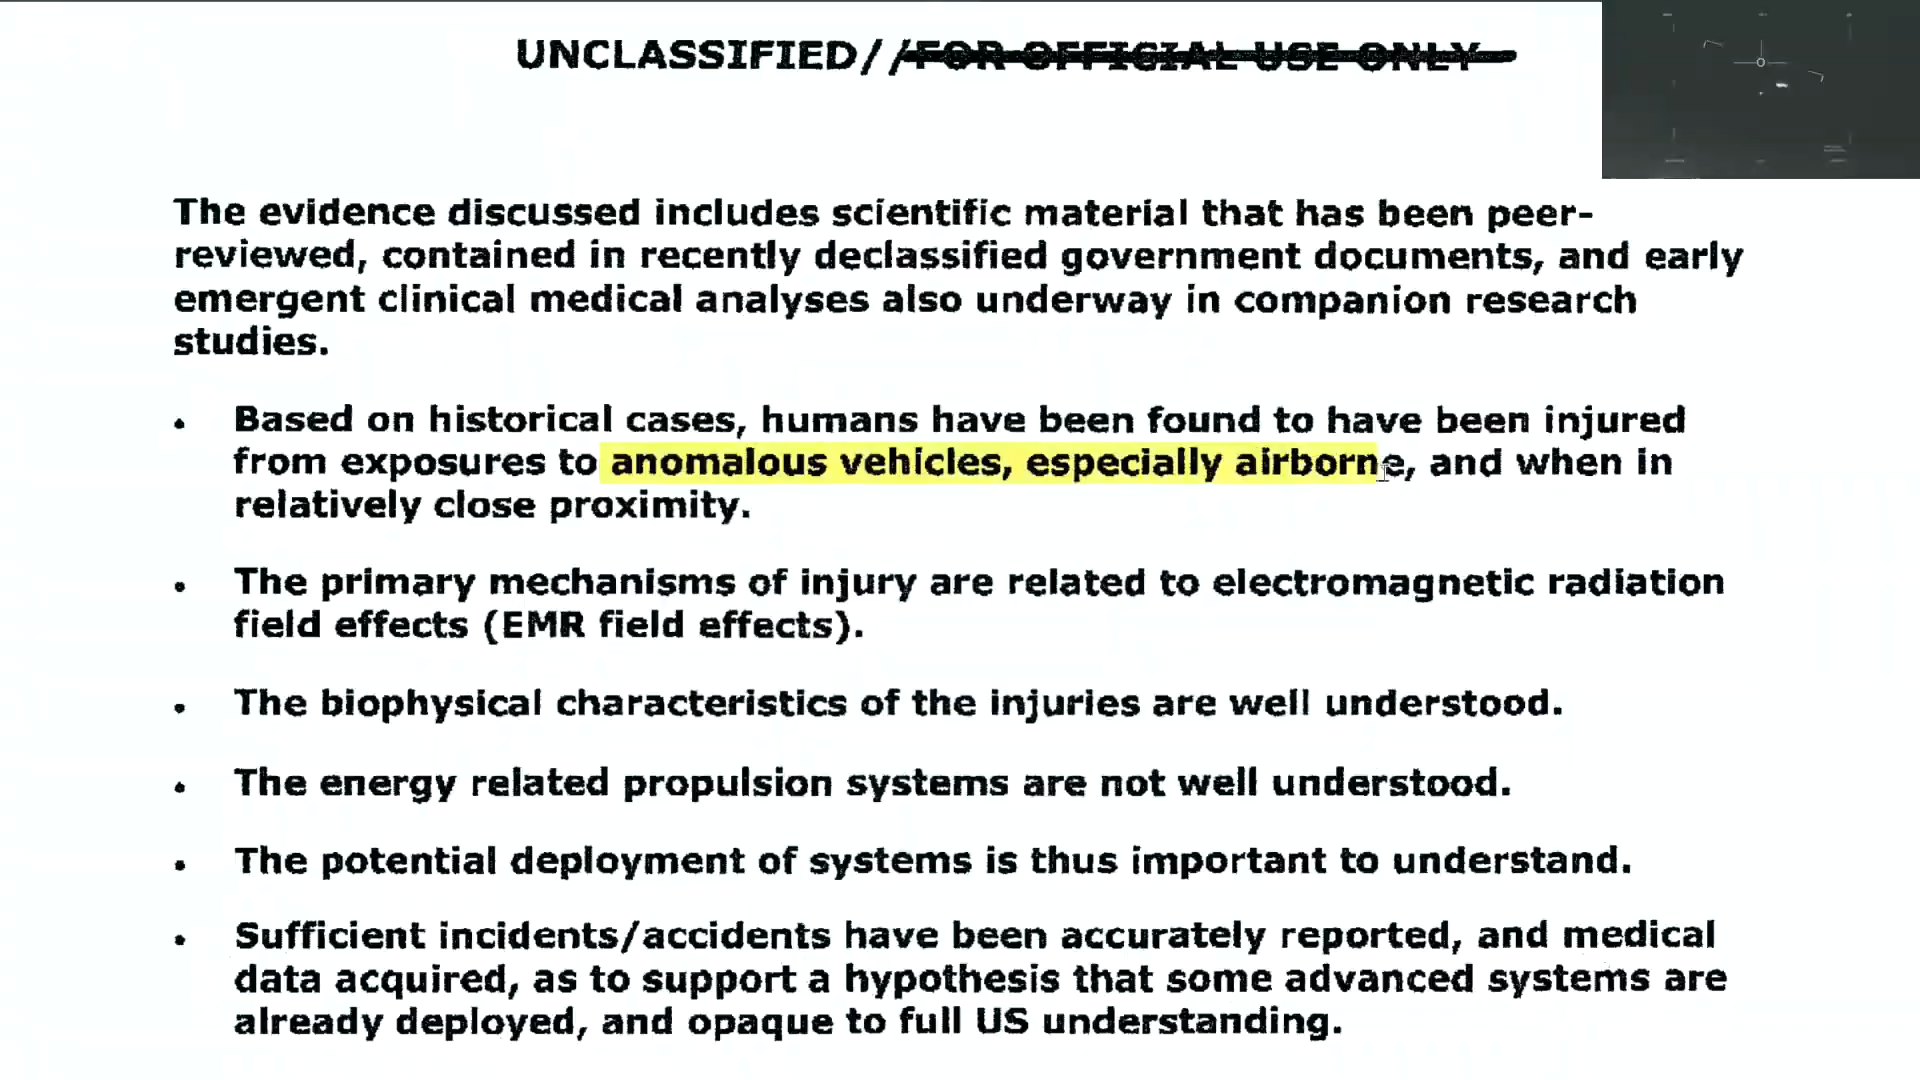 UNCLASSIFIED//FOR OFFICIAL USE ONLY
The evidence discussed includes scientific material that has been peer-
reviewed, contained in recently declassified government documents, and early
emergent clinical medical analyses also underway in companion research
studies.
• Based on historical cases, humans have been found to have been injured
from exposures to anomalous vehicles, especially airborne, and when in
relatively close proximity.
• The primary mechanisms of injury are related to electromagnetic radiation
field effects (EMR field effects).
• The biophysical characteristics of the injuries are well understood.
• The energy related propulsion systems are not well understood.
• The potential deployment of systems is thus important to understand.
• Sufficient incidents/accidents have been accurately reported, and medical
data acquired, as to support a hypothesis that some advanced systems are
already deployed, and opaque to full US understanding.